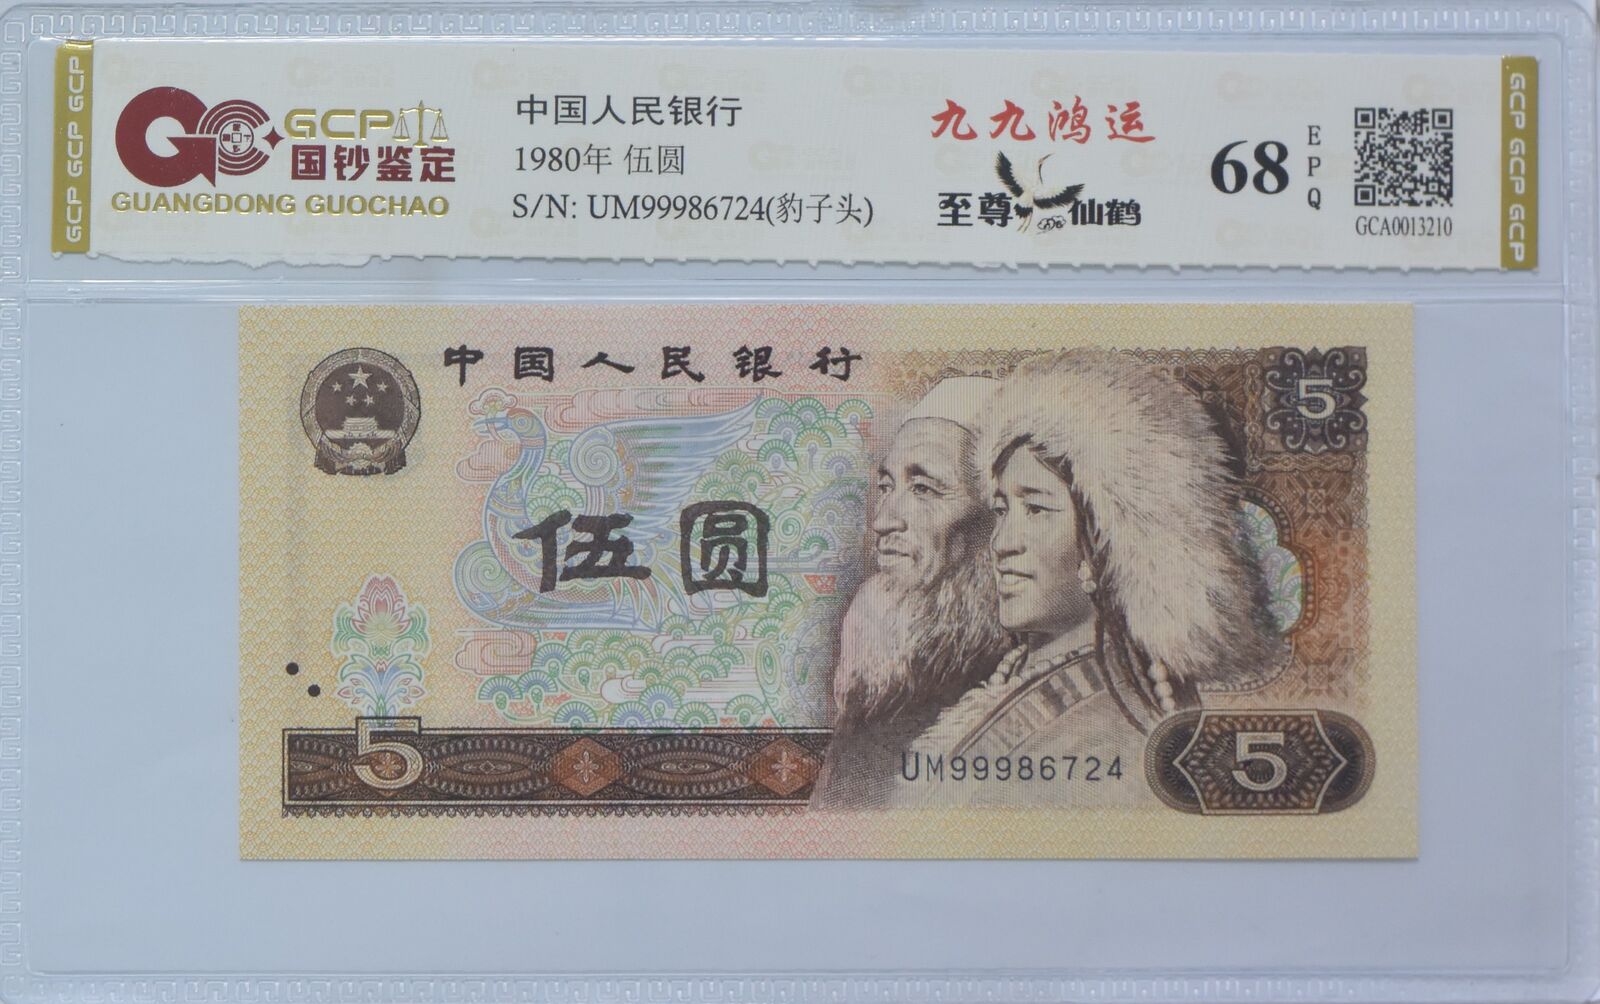 GCP GCP GCP
GCP
国钞鉴定
GUANGDONG GUOCHAO
中国人民银行
1980年 伍圆
S/N: UM99986724(豹子头)
九九鸿运
至尊 仙鹤
68
E
P
Q
GCA0013210
GCP GCP GCP
中国人民银行
5
伍圆
5
UM99986724
5